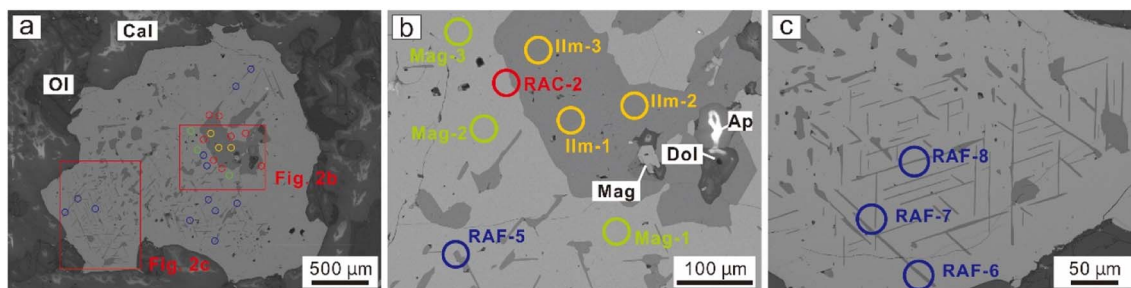 a
Cal
Ol
Fig. 2b
Fig. 2c
500 µm
b
Mag-3
Ilm-3
RAC-2
Ilm-2
Mag-2
Ilm-1
Ap
Dol
Mag
RAF-5
Mag-1
100 µm
c
RAF-8
RAF-7
RAF-6
50 µm